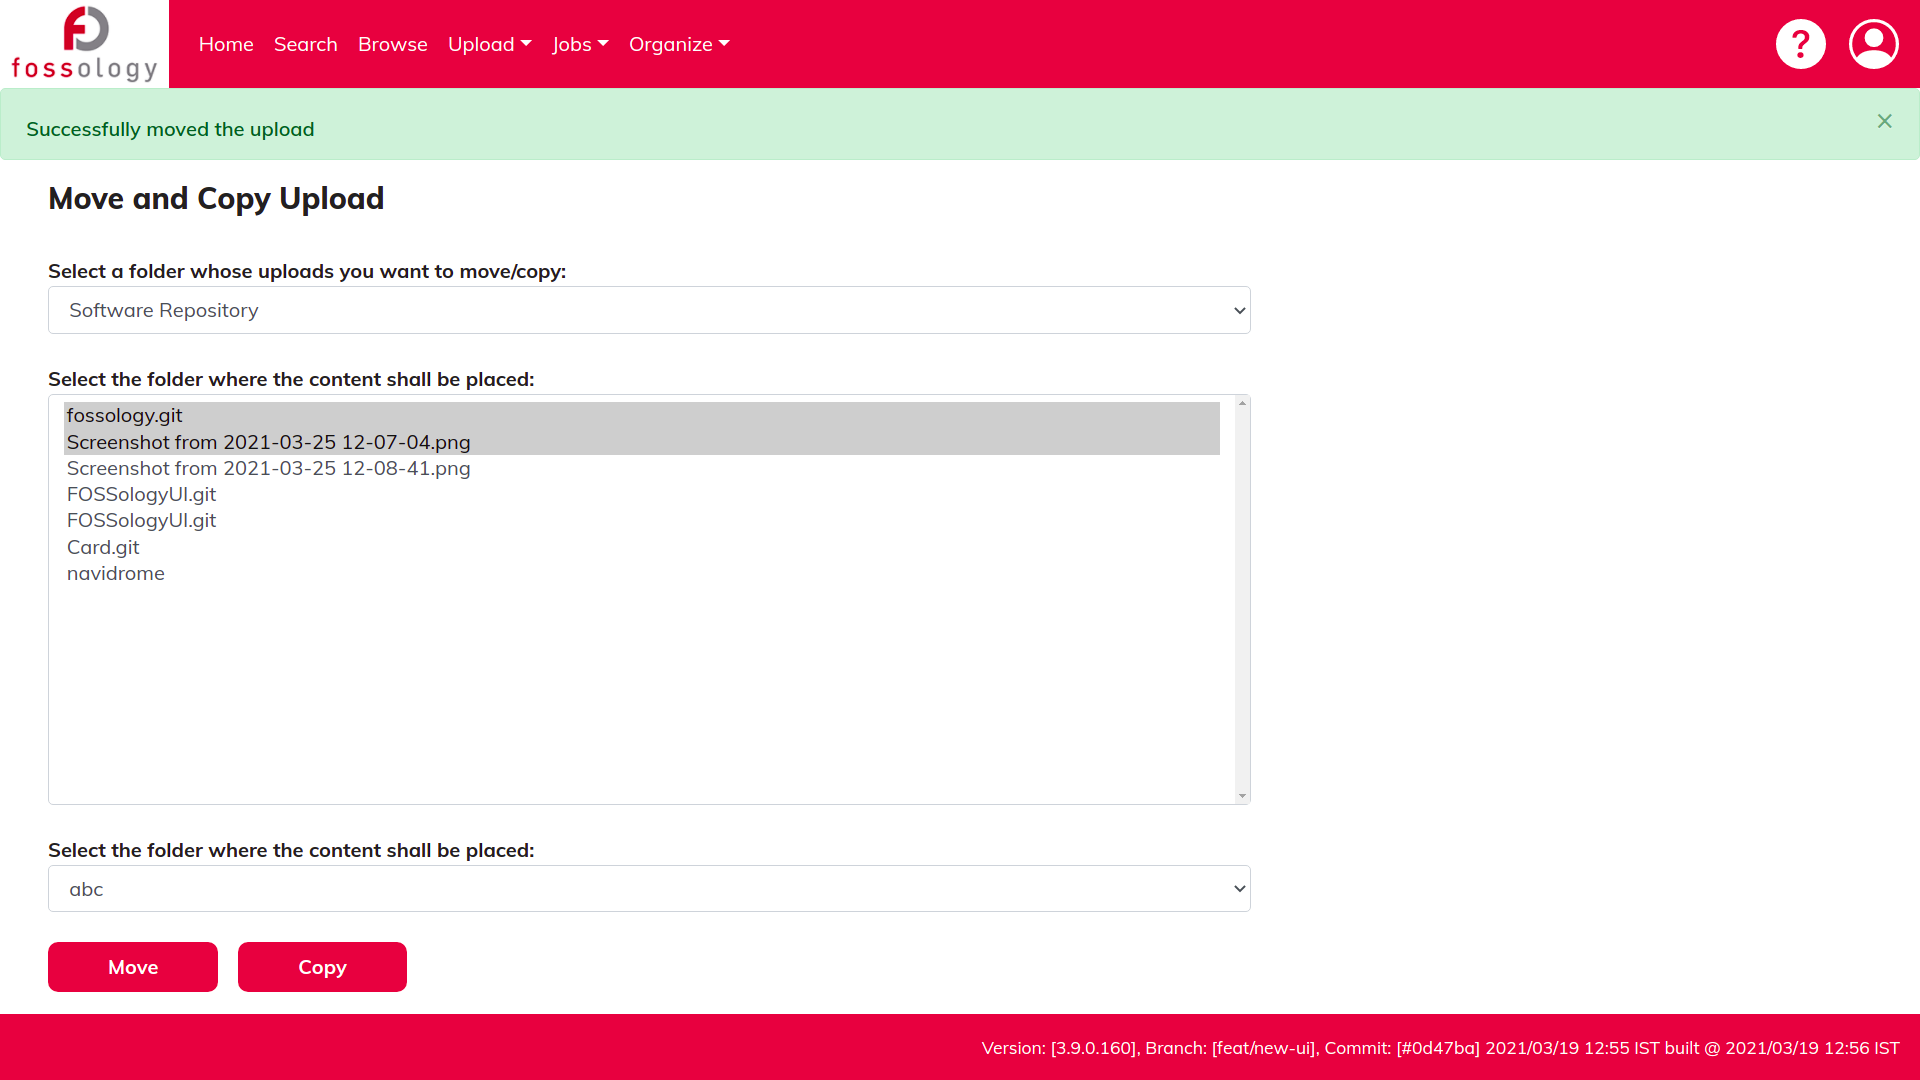 fossology
Home Search Browse Upload Jobs Organize
?
Successfully moved the upload
×
Move and Copy Upload
Select a folder whose uploads you want to move/copy:
Software Repository
Select the folder where the content shall be placed:
fossology.git
Screenshot from 2021-03-25 12-07-04.png
Screenshot from 2021-03-25 12-08-41.png
FOSSologyUI.git
FOSSologyUI.git
Card.git
navidrome
Select the folder where the content shall be placed:
abc
Move Copy
Version: [3.9.0.160], Branch: [feat/new-ui], Commit: [#0d47ba] 2021/03/19 12:55 IST built @ 2021/03/19 12:56 IST